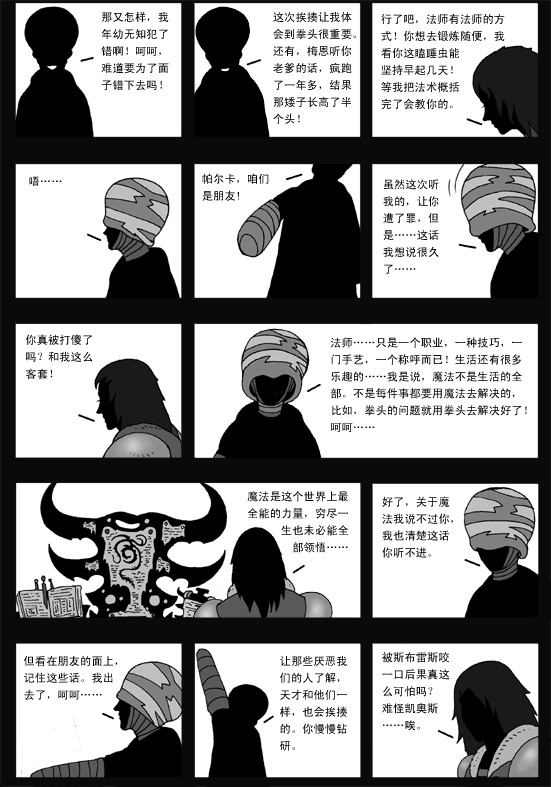 那又怎样，我
年幼无知犯了
错啊！呵呵，
难道要为了面
子错下去吗！
这次挨揍让我体
会到拳头很重要。
还有，梅恩听你
老爹的话，疯跑
了一年多，结果
那矮子长高了半
个头！
行了吧，法师有法师的
方式！你想去锻炼随便，我
看你这瞌睡虫能
坚持早起几天！
等我把法术概括
完了会教你的。
唔……
帕尔卡，咱们
是朋友！
虽然这次听
我的，让你
遭了罪，但
是……这话
我想说很久
了……
你真被打傻了
吗？和我这么
客套！
法师……只是一个职业，一种技巧，一
门手艺，一个称呼而已！生活还有很多
乐趣的……我是说，魔法不是生活的全
部。不是每件事都要用魔法去解决的，
比如，拳头的问题就用拳头去解决好了！
呵呵……
魔法是这个世界上最
全能的力量，穷尽一
生也未必能全
部领悟……
好了，关于魔
法我说不过你，
我也清楚这话
你听不进。
但看在朋友的面上，
记住这些话。我出
去了，呵呵……
让那些厌恶我
们的人了解，
天才和他们一
样，也会挨揍
的。你慢慢钻
研。
被斯布雷斯咬
一口后果真这
么可怕吗？
难怪凯奥斯
……唉。